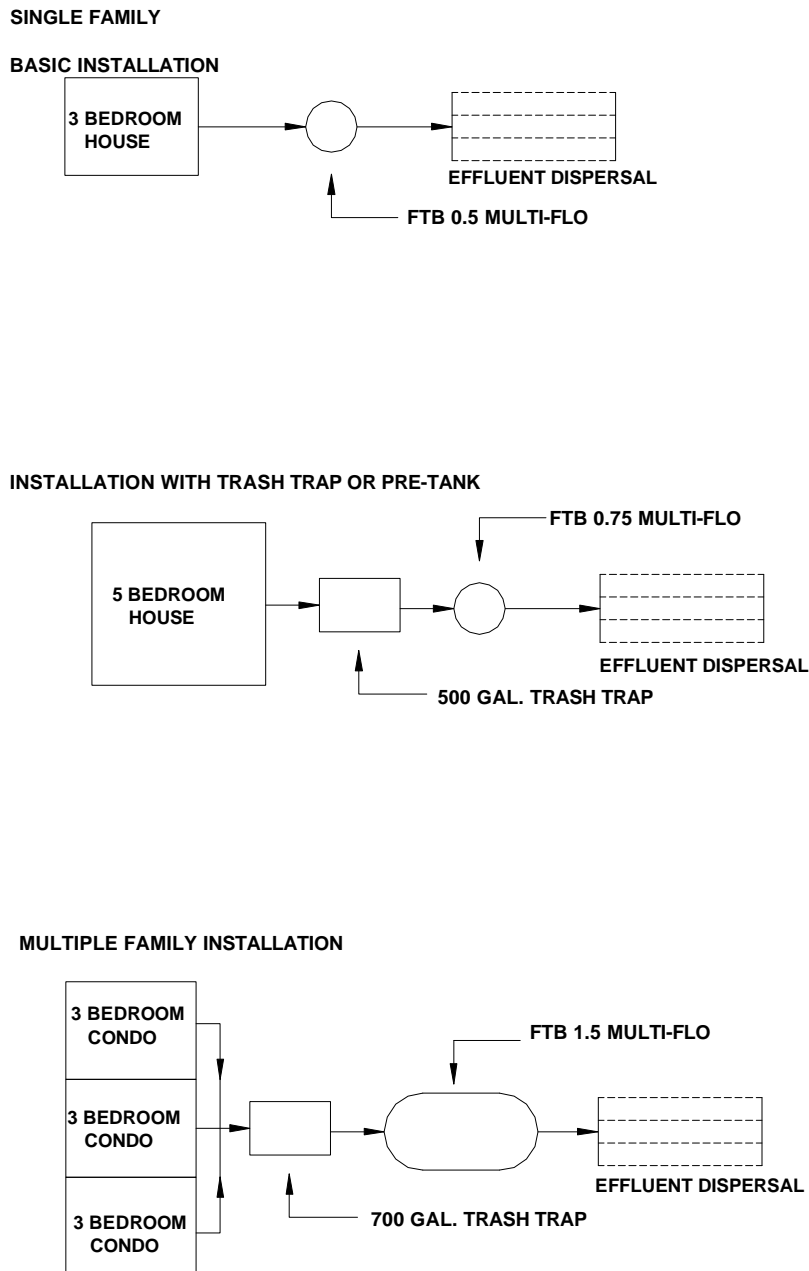 SINGLE FAMILY
BASIC INSTALLATION
3 BEDROOM
HOUSE
EFFLUENT DISPERSAL
FTB 0.5 MULTI-FLO
INSTALLATION WITH TRASH TRAP OR PRE-TANK
FTB 0.75 MULTI-FLO
5 BEDROOM
HOUSE
EFFLUENT DISPERSAL
500 GAL. TRASH TRAP
MULTIPLE FAMILY INSTALLATION
3 BEDROOM
CONDO
FTB 1.5 MULTI-FLO
3 BEDROOM
CONDO
EFFLUENT DISPERSAL
3 BEDROOM
CONDO
700 GAL. TRASH TRAP